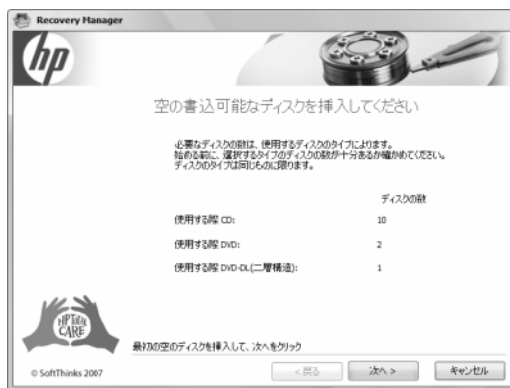 Recovery Manager
hp
空の書込可能なディスクを挿入してください
必要なディスクの数は、使用するディスクのタイプによります。
始める前に、選択するタイプのディスクの数が十分あるか確かめてください。
ディスクのタイプは同じものに限ります。
ディスクの数
使用する際 CD: 10
使用する際 DVD: 2
使用する際 DVD-DL(二層構造): 1
HP Total
CARE
最初の空のディスクを挿入して、次へをクリック
© SoftThinks 2007
< 戻る 次へ > キャンセル